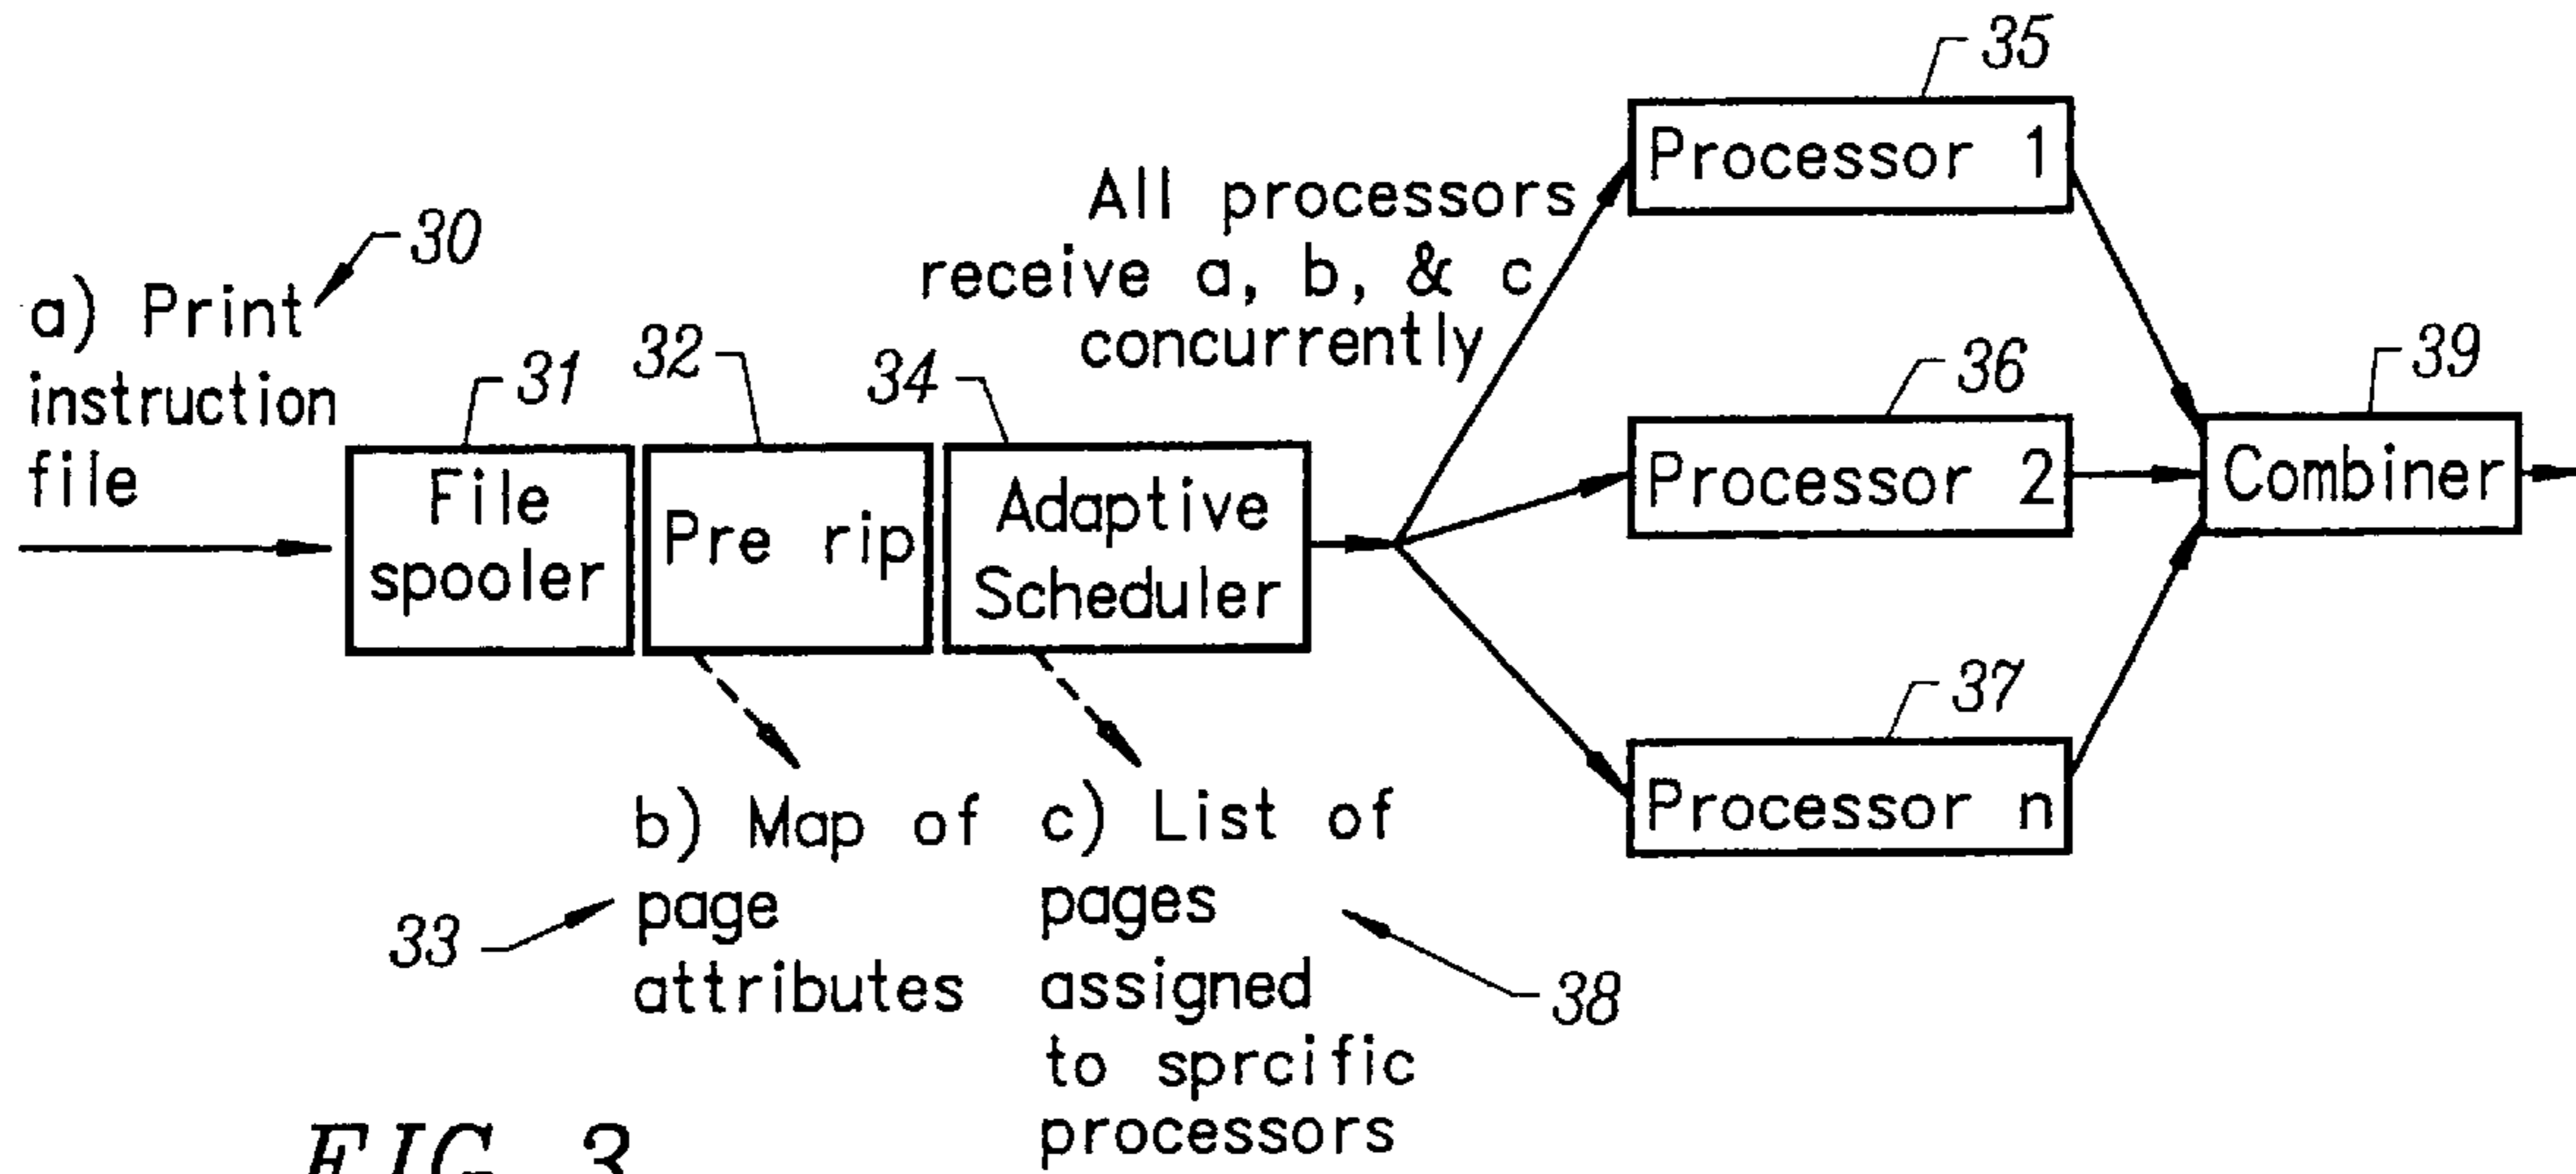 35
Processor 1
All processors
receive a, b, & c
concurrently
30
a) Print
instruction
file
31
File
spooler
32
Pre rip
34
Adaptive
Scheduler
36
Processor 2
39
Combiner
37
Processor n
b) Map of
page
attributes
33
c) List of
pages
assigned
to sprcific
processors
38
FIG. 3